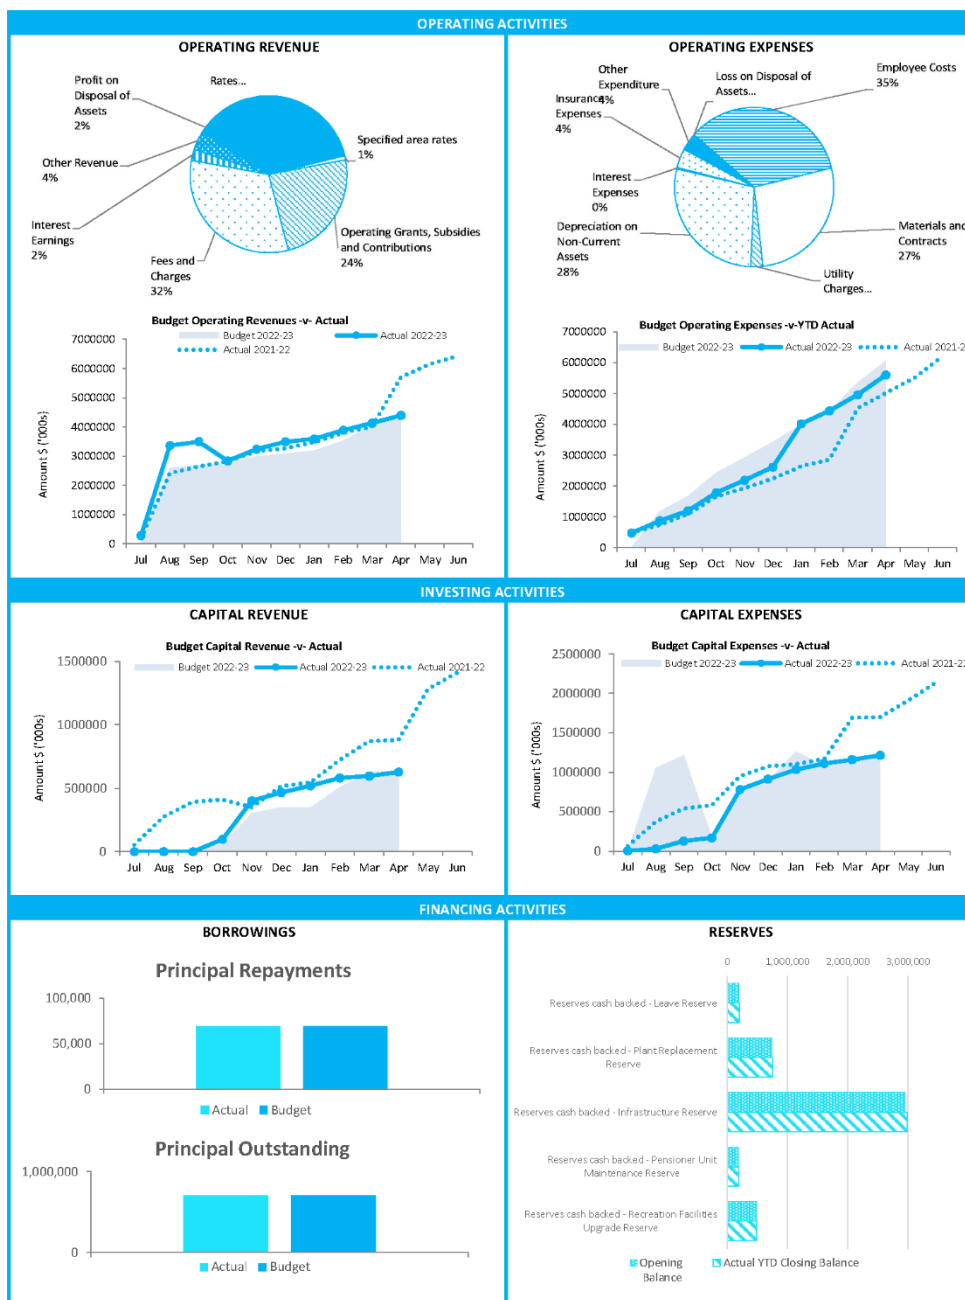 OPERATING ACTIVITIES
OPERATING REVENUE
Profit on
Disposal of
Assets
2%
Rates...
Specified area rates
1%
Other Revenue
4%
Interest
Earnings
2%
Fees and
Charges
32%
Operating Grants, Subsidies
and Contributions
24%
OPERATING EXPENSES
Other
Expenditure
4%
Loss on Disposal of
Assets...
Employee Costs
35%
Insurance
Expenses
4%
Interest
Expenses
0%
Depreciation on
Non-Current
Assets
28%
Utility
Charges...
Materials and
Contracts
27%
Budget Operating Revenues -v- Actual
Budget 2022-23
Actual 2022-23
Actual 2021-22
Amount $ ('000s)
7000000
6000000
5000000
4000000
3000000
2000000
1000000
0
Jul Aug Sep Oct Nov Dec Jan Feb Mar Apr May Jun
Budget Operating Expenses -v-YTD Actual
Budget 2022-23
Actual 2022-23
Actual 2021-22
Amount $ ('000s)
7000000
6000000
5000000
4000000
3000000
2000000
1000000
0
Jul Aug Sep Oct Nov Dec Jan Feb Mar Apr May Jun
INVESTING ACTIVITIES
CAPITAL REVENUE
Budget Capital Revenue -v- Actual
Budget 2022-23
Actual 2022-23
Actual 2021-22
Amount $ ('000s)
1500000
1000000
500000
0
Jul Aug Sep Oct Nov Dec Jan Feb Mar Apr May Jun
CAPITAL EXPENSES
Budget Capital Expenses -v- Actual
Budget 2022-23
Actual 2022-23
Actual 2021-22
Amount $ ('000s)
2500000
2000000
1500000
1000000
500000
0
Jul Aug Sep Oct Nov Dec Jan Feb Mar Apr May Jun
FINANCING ACTIVITIES
BORROWINGS
Principal Repayments
100,000
50,000
0
Actual
Budget
Principal Outstanding
1,000,000
0
Actual
Budget
RESERVES
0
1,000,000
2,000,000
3,000,000
Reserves cash backed - Leave Reserve
Reserves cash backed - Plant Replacement
Reserve
Reserves cash backed - Infrastructure Reserve
Reserves cash backed - Pensioner Unit
Maintenance Reserve
Reserves cash backed - Recreation Facilities
Upgrade Reserve
Opening
Balance
Actual YTD Closing Balance